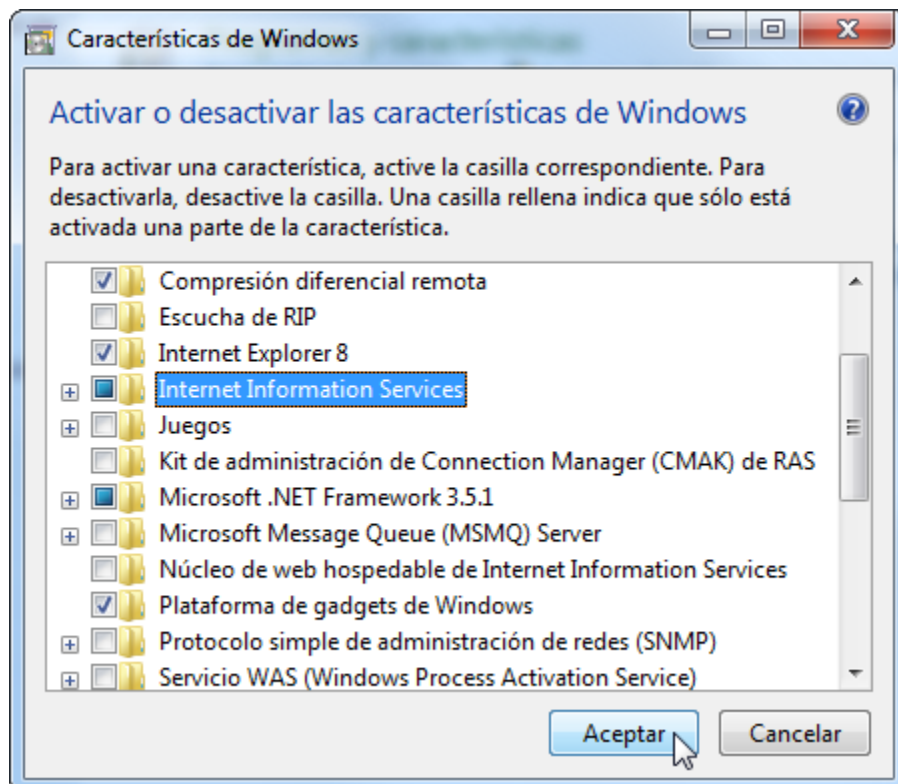 Características de Windows
Activar o desactivar las características de Windows
Para activar una característica, active la casilla correspondiente. Para
desactivarla, desactive la casilla. Una casilla rellena indica que sólo está
activada una parte de la característica.
Compresión diferencial remota
Escucha de RIP
Internet Explorer 8
Internet Information Services
Juegos
Kit de administración de Connection Manager (CMAK) de RAS
Microsoft .NET Framework 3.5.1
Microsoft Message Queue (MSMQ) Server
Núcleo de web hospedable de Internet Information Services
Plataforma de gadgets de Windows
Protocolo simple de administración de redes (SNMP)
Servicio WAS (Windows Process Activation Service)
Aceptar
Cancelar